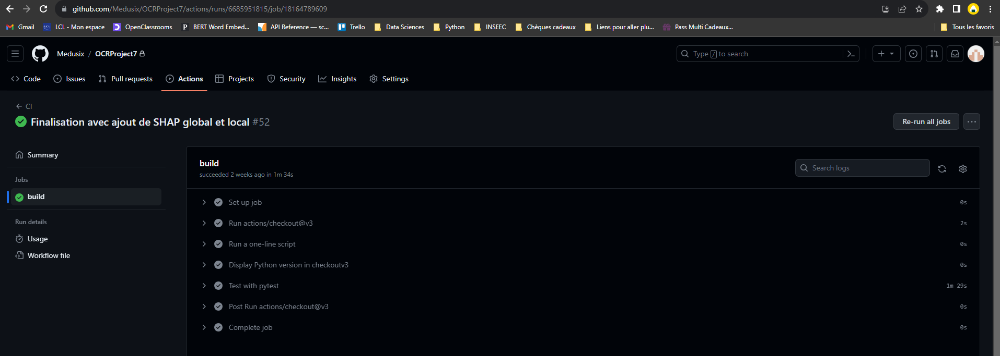 github.com/Medusix/OCRProject7/actions/runs/6685951815/job/18164789609
Gmail LCL - Mon espace OpenClassrooms BERT Word Embed... API Reference — sc... Trello Data Sciences Python INSEEC Chèques cadeaux Liens pour aller plu... Pass Multi Cadeaux... Tous les favoris
Medusix / OCRProject7 Type / to search
Code Issues Pull requests Actions Projects Security Insights Settings
CI
Finalisation avec ajout de SHAP global et local #52 Re-run all jobs
Summary
Jobs
build
Run details
Usage
Workflow file
build
succeeded 2 weeks ago in 1m 34s
Search logs
Set up job 0s
Run actions/checkout@v3 2s
Run a one-line script 0s
Display Python version in checkoutv3 0s
Test with pytest 1m 29s
Post Run actions/checkout@v3 0s
Complete job 0s